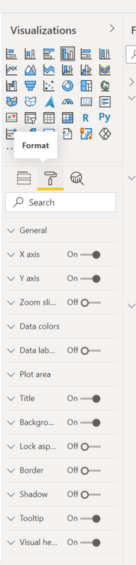 Visualizations
F
R
Py
Format
Search
General
X axis On
Y axis On
Zoom sli... Off
Data colors
Data lab... Off
Plot area
Title On
Backgro... On
Lock asp... Off
Border Off
Shadow Off
Tooltip On
Visual he... On